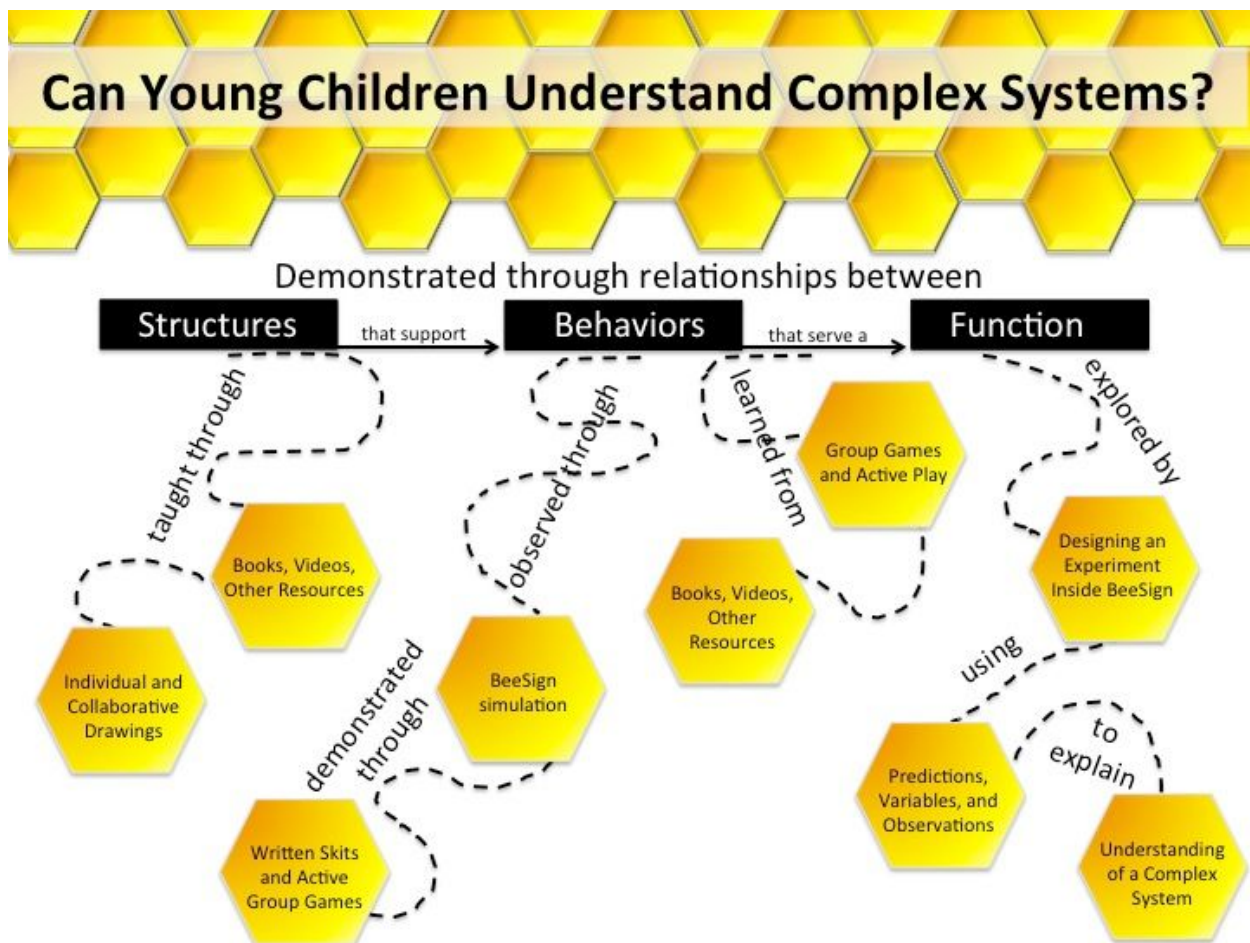 Can Young Children Understand Complex Systems?
Demonstrated through relationships between
Structures
that support
Behaviors
that serve a
Function
taught through
Books, Videos,
Other Resources
Individual and
Collaborative
Drawings
observed through
BeeSign
simulation
demonstrated
through
Written Skits
and Active
Group Games
learned from
Group Games
and Active Play
Books, Videos,
Other
Resources
explored by
Designing an
Experiment
Inside BeeSign
using
Predictions,
Variables, and
Observations
to
explain
Understanding
of a Complex
System